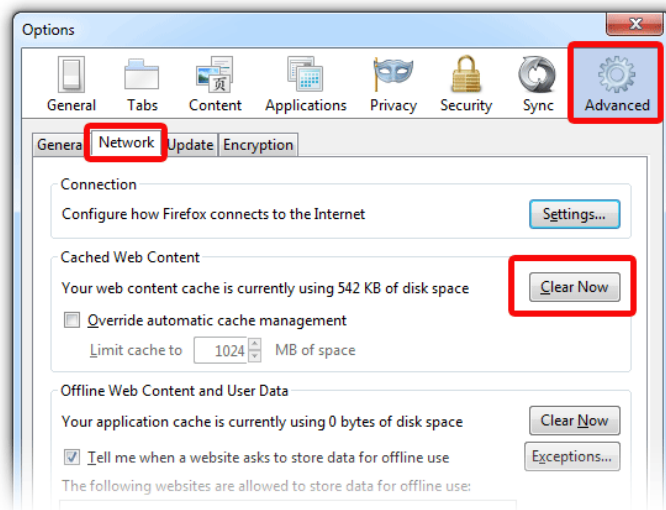 Options
General Tabs Content Applications Privacy Security Sync Advanced
Genera Network Update Encryption
Connection
Configure how Firefox connects to the Internet Settings...
Cached Web Content
Your web content cache is currently using 542 KB of disk space Clear Now
Override automatic cache management
Limit cache to 1024 MB of space
Offline Web Content and User Data
Your application cache is currently using 0 bytes of disk space Clear Now
Tell me when a website asks to store data for offline use Exceptions...
The following websites are allowed to store data for offline use: